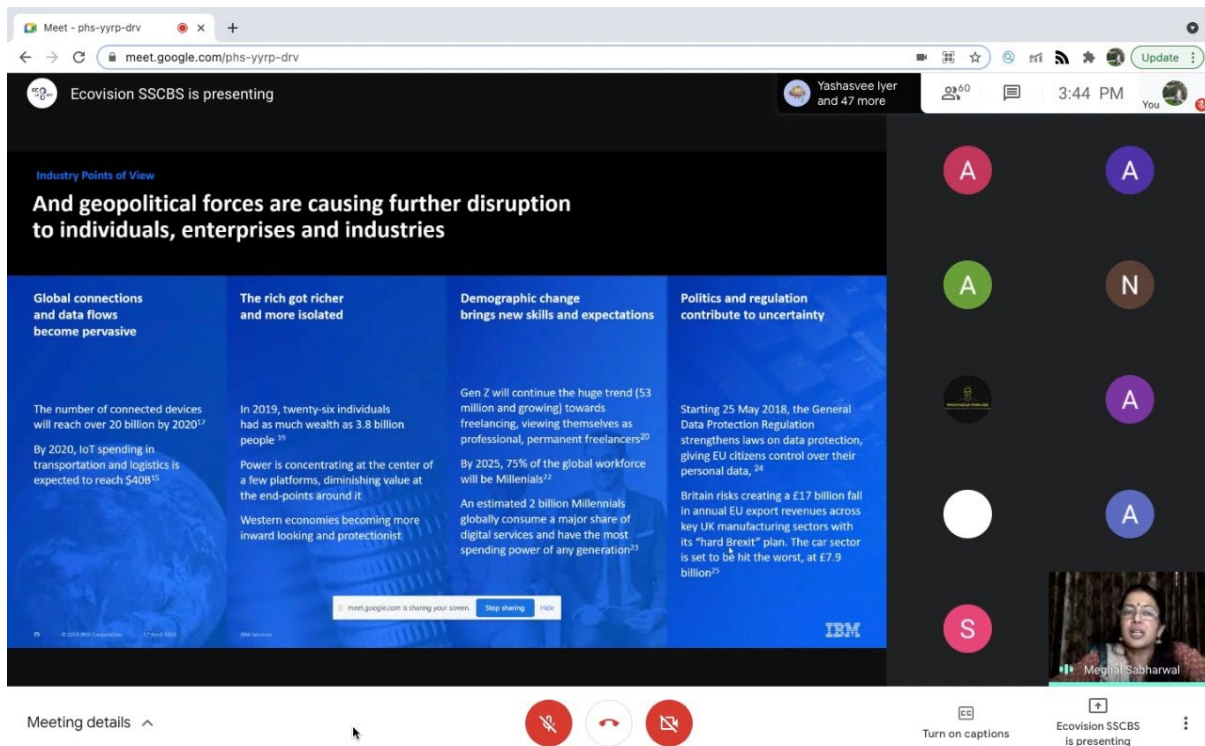 Meet - phs-yyrp-drv
meet.google.com/phs-yyrp-drv
Update
Ecovision SSCBS is presenting
Yashasvee Iyer
and 47 more
60
3:44 PM
You
Industry Points of View
And geopolitical forces are causing further disruption
to individuals, enterprises and industries
Global connections
and data flows
become pervasive
The number of connected devices
will reach over 20 billion by 2020¹⁷
By 2020, IoT spending in
transportation and logistics is
expected to reach $40B¹⁵
The rich got richer
and more isolated
In 2019, twenty-six individuals
had as much wealth as 3.8 billion
people ¹⁹
Power is concentrating at the center of
a few platforms, diminishing value at
the end-points around it
Western economies becoming more
inward looking and protectionist
Demographic change
brings new skills and expectations
Gen Z will continue the huge trend (53
million and growing) towards
freelancing, viewing themselves as
professional, permanent freelancers²⁰
By 2025, 75% of the global workforce
will be Millenials²²
An estimated 2 billion Millennials
globally consume a major share of
digital services and have the most
spending power of any generation²³
Politics and regulation
contribute to uncertainty
Starting 25 May 2018, the General
Data Protection Regulation
strengthens laws on data protection,
giving EU citizens control over their
personal data, ²⁴
Britain risks creating a £17 billion fall
in annual EU export revenues across
key UK manufacturing sectors with
its "hard Brexit" plan. The car sector
is set to be hit the worst, at £7.9
billion²⁵
meet.google.com is sharing your screen.
Stop sharing
Hide
IBM Services
IBM
A
A
A
N
A
A
S
Meghal Sabharwal
Meeting details
CC
Turn on captions
Ecovision SSCBS
is presenting